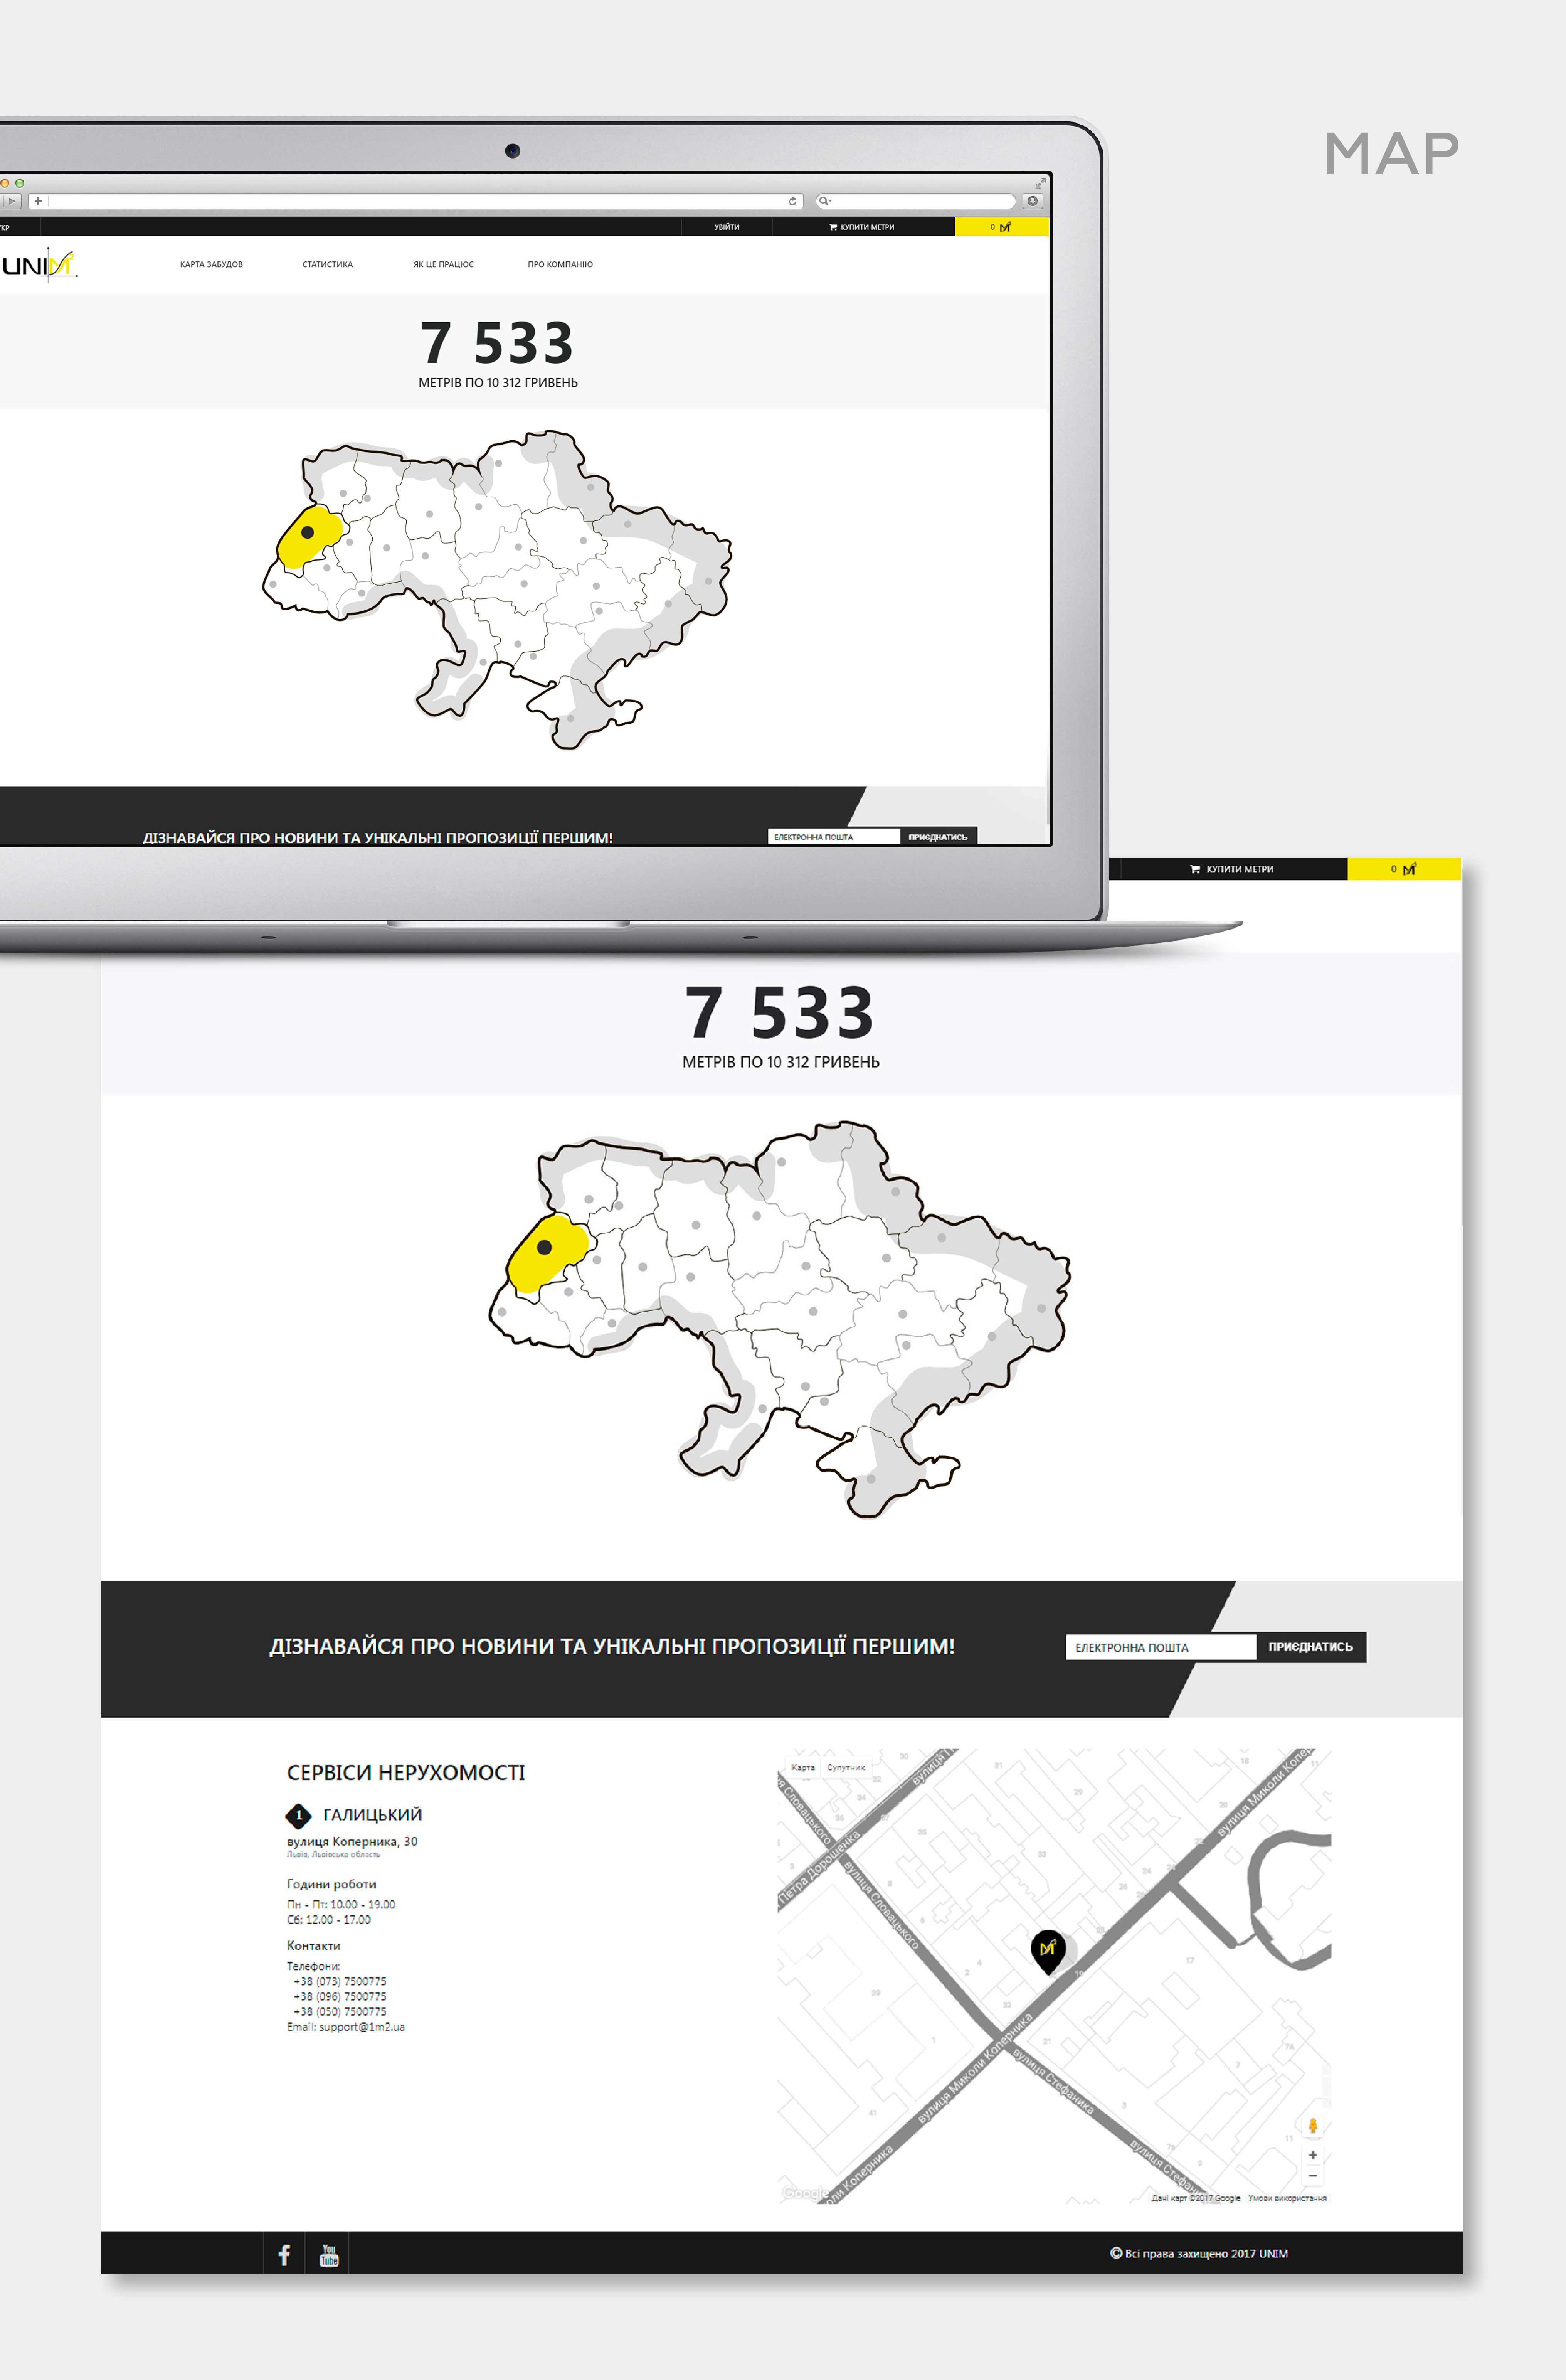 MAP
УКР
УВІЙТИ
КУПИТИ МЕТРИ
0 M²
UNIM²
КАРТА ЗАБУДОВ
СТАТИСТИКА
ЯК ЦЕ ПРАЦЮЄ
ПРО КОМПАНІЮ
7 533
МЕТРІВ ПО 10 312 ГРИВЕНЬ
ДІЗНАВАЙСЯ ПРО НОВИНИ ТА УНІКАЛЬНІ ПРОПОЗИЦІЇ ПЕРШИМ!
ЕЛЕКТРОННА ПОШТА
ПРИЄДНАТИСЬ
КУПИТИ МЕТРИ
0 M²
7 533
МЕТРІВ ПО 10 312 ГРИВЕНЬ
ДІЗНАВАЙСЯ ПРО НОВИНИ ТА УНІКАЛЬНІ ПРОПОЗИЦІЇ ПЕРШИМ!
ЕЛЕКТРОННА ПОШТА
ПРИЄДНАТИСЬ
СЕРВІСИ НЕРУХОМОСТІ
1 ГАЛИЦЬКИЙ
вулиця Коперника, 30
Львів, Львівська область
Години роботи
Пн - Пт: 10.00 - 19.00
Сб: 12.00 - 17.00
Контакти
Телефони:
+38 (073) 7500775
+38 (096) 7500775
+38 (050) 7500775
Email: support@1m2.ua
Карта
Супутник
Петра Дорошенка
вулиця Словацького
вулиця Миколи Коперника
вулиця Стефаника
Google
Дані карт ©2017 Google
Умови використання
You
Tube
© Всі права захищено 2017 UNIM